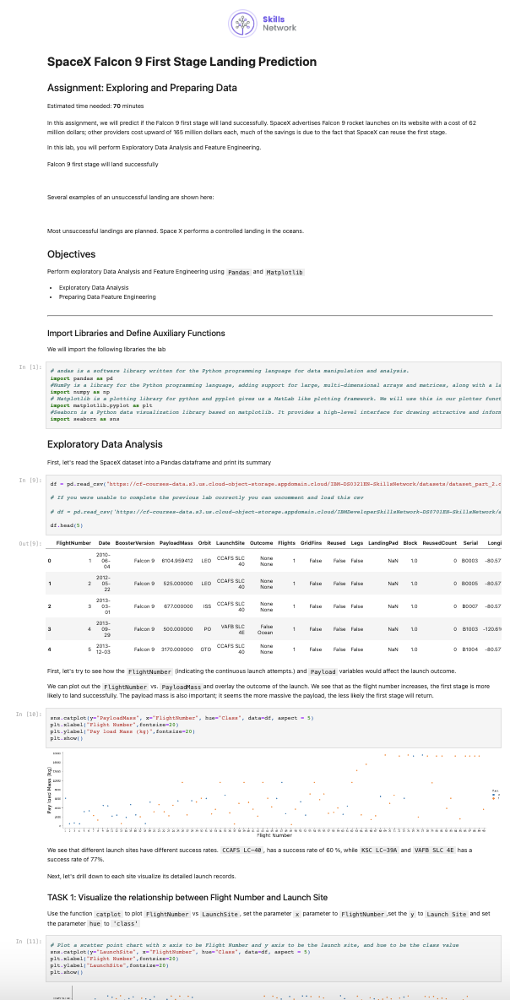 Skills
Network
SpaceX Falcon 9 First Stage Landing Prediction
Assignment: Exploring and Preparing Data
Estimated time needed: 70 minutes
In this assignment, we will predict if the Falcon 9 first stage will land successfully. SpaceX advertises Falcon 9 rocket launches on its website with a cost of 62
million dollars; other providers cost upward of 165 million dollars each, much of the savings is due to the fact that SpaceX can reuse the first stage.
In this lab, you will perform Exploratory Data Analysis and Feature Engineering.
Falcon 9 first stage will land successfully
Several examples of an unsuccessful landing are shown here:
Most unsuccessful landings are planned. Space X performs a controlled landing in the oceans.
Objectives
Perform exploratory Data Analysis and Feature Engineering using Pandas and Matplotlib
• Exploratory Data Analysis
• Preparing Data Feature Engineering
Import Libraries and Define Auxiliary Functions
We will import the following libraries the lab
In [1]:
# andas is a software library written for the Python programming language for data manipulation and analysis.
import pandas as pd
#NumPy is a library for the Python programming language, adding support for large, multi-dimensional arrays and matrices, along with a la
import numpy as np
# Matplotlib is a plotting library for python and pyplot gives us a MatLab like plotting framework. We will use this in our plotter funct
import matplotlib.pyplot as plt
#Seaborn is a Python data visualization library based on matplotlib. It provides a high-level interface for drawing attractive and inform
import seaborn as sns
Exploratory Data Analysis
First, let's read the SpaceX dataset into a Pandas dataframe and print its summary
In [9]:
df = pd.read_csv("https://cf-courses-data.s3.us.cloud-object-storage.appdomain.cloud/IBM-DS0321EN-SkillsNetwork/datasets/dataset_part_2.c
# If you were unable to complete the previous lab correctly you can uncomment and load this csv
# df = pd.read_csv('https://cf-courses-data.s3.us.cloud-object-storage.appdomain.cloud/IBMDeveloperSkillsNetwork-DS0701EN-SkillsNetwork/a
df.head(5)
Out[9]:
FlightNumber Date BoosterVersion PayloadMass Orbit LaunchSite Outcome Flights GridFins Reused Legs LandingPad Block ReusedCount Serial Longi
0 1 2010-06-04 Falcon 9 6104.959412 LEO CCAFS SLC 40 None None 1 False False False NaN 1.0 0 B0003 -80.57
1 2 2012-05-22 Falcon 9 525.000000 LEO CCAFS SLC 40 None None 1 False False False NaN 1.0 0 B0005 -80.57
2 3 2013-03-01 Falcon 9 677.000000 ISS CCAFS SLC 40 None None 1 False False False NaN 1.0 0 B0007 -80.57
3 4 2013-09-29 Falcon 9 500.000000 PO VAFB SLC 4E False Ocean 1 False False False NaN 1.0 0 B1003 -120.61
4 5 2013-12-03 Falcon 9 3170.000000 GTO CCAFS SLC 40 None None 1 False False False NaN 1.0 0 B1004 -80.57
First, let's try to see how the FlightNumber (indicating the continuous launch attempts.) and Payload variables would affect the launch outcome.
We can plot out the FlightNumber vs. PayloadMass and overlay the outcome of the launch. We see that as the flight number increases, the first stage is more
likely to land successfully. The payload mass is also important; it seems the more massive the payload, the less likely the first stage will return.
In [10]:
sns.catplot(y="PayloadMass", x="FlightNumber", hue="Class", data=df, aspect = 5)
plt.xlabel("Flight Number",fontsize=20)
plt.ylabel("Pay load Mass (kg)",fontsize=20)
plt.show()
Pay load Mass (kg)
Flight Number
We see that different launch sites have different success rates. CCAFS LC-40 , has a success rate of 60 %, while KSC LC-39A and VAFB SLC 4E has a
success rate of 77%.
Next, let's drill down to each site visualize its detailed launch records.
TASK 1: Visualize the relationship between Flight Number and Launch Site
Use the function catplot to plot FlightNumber vs LaunchSite , set the parameter x parameter to FlightNumber ,set the y to Launch Site and set
the parameter hue to 'class'
In [11]:
# Plot a scatter point chart with x axis to be Flight Number and y axis to be the launch site, and hue to be the class value
sns.catplot(y="LaunchSite", x="FlightNumber", hue="Class", data=df, aspect = 5)
plt.xlabel("Flight Number",fontsize=20)
plt.ylabel("LaunchSite",fontsize=20)
plt.show()